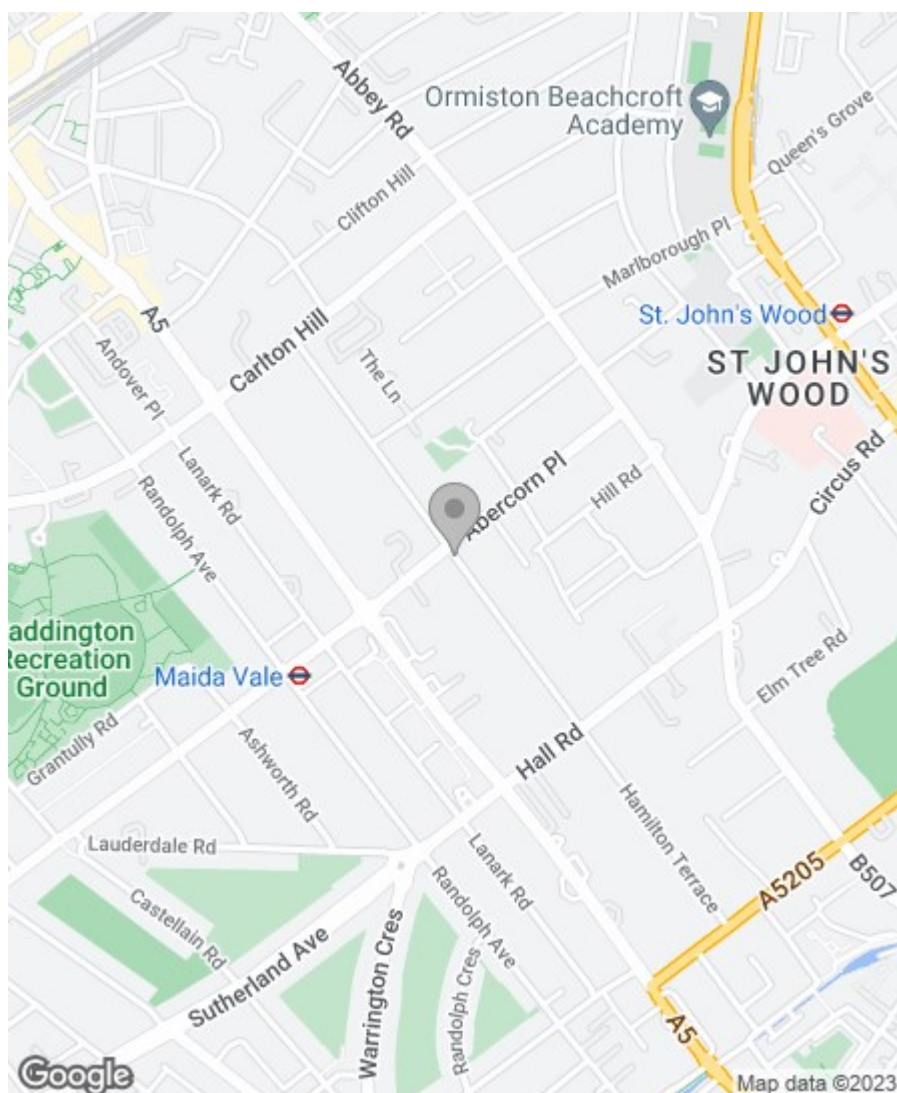 Abbey Rd
Ormiston Beachcroft
Academy
Queen's Grove
Clifton Hill
Marlborough Pl
A5
Carlton Hill
St. John's Wood
ST JOHN'S
WOOD
The Ln
Andover Pl
Lanark Rd
Randolph Ave
Abercorn Pl
Hill Rd
Circus Rd
addington
Recreation
Ground
Maida Vale
Elm Tree Rd
Grantully Rd
Ashworth Rd
Hall Rd
Hamilton Terrace
Lauderdale Rd
Lanark Rd
A5205
B507
Castellain Rd
Randolph Ave
Sutherland Ave
Warrington Cres
Randolph Cres
A5
Google
Map data ©2023